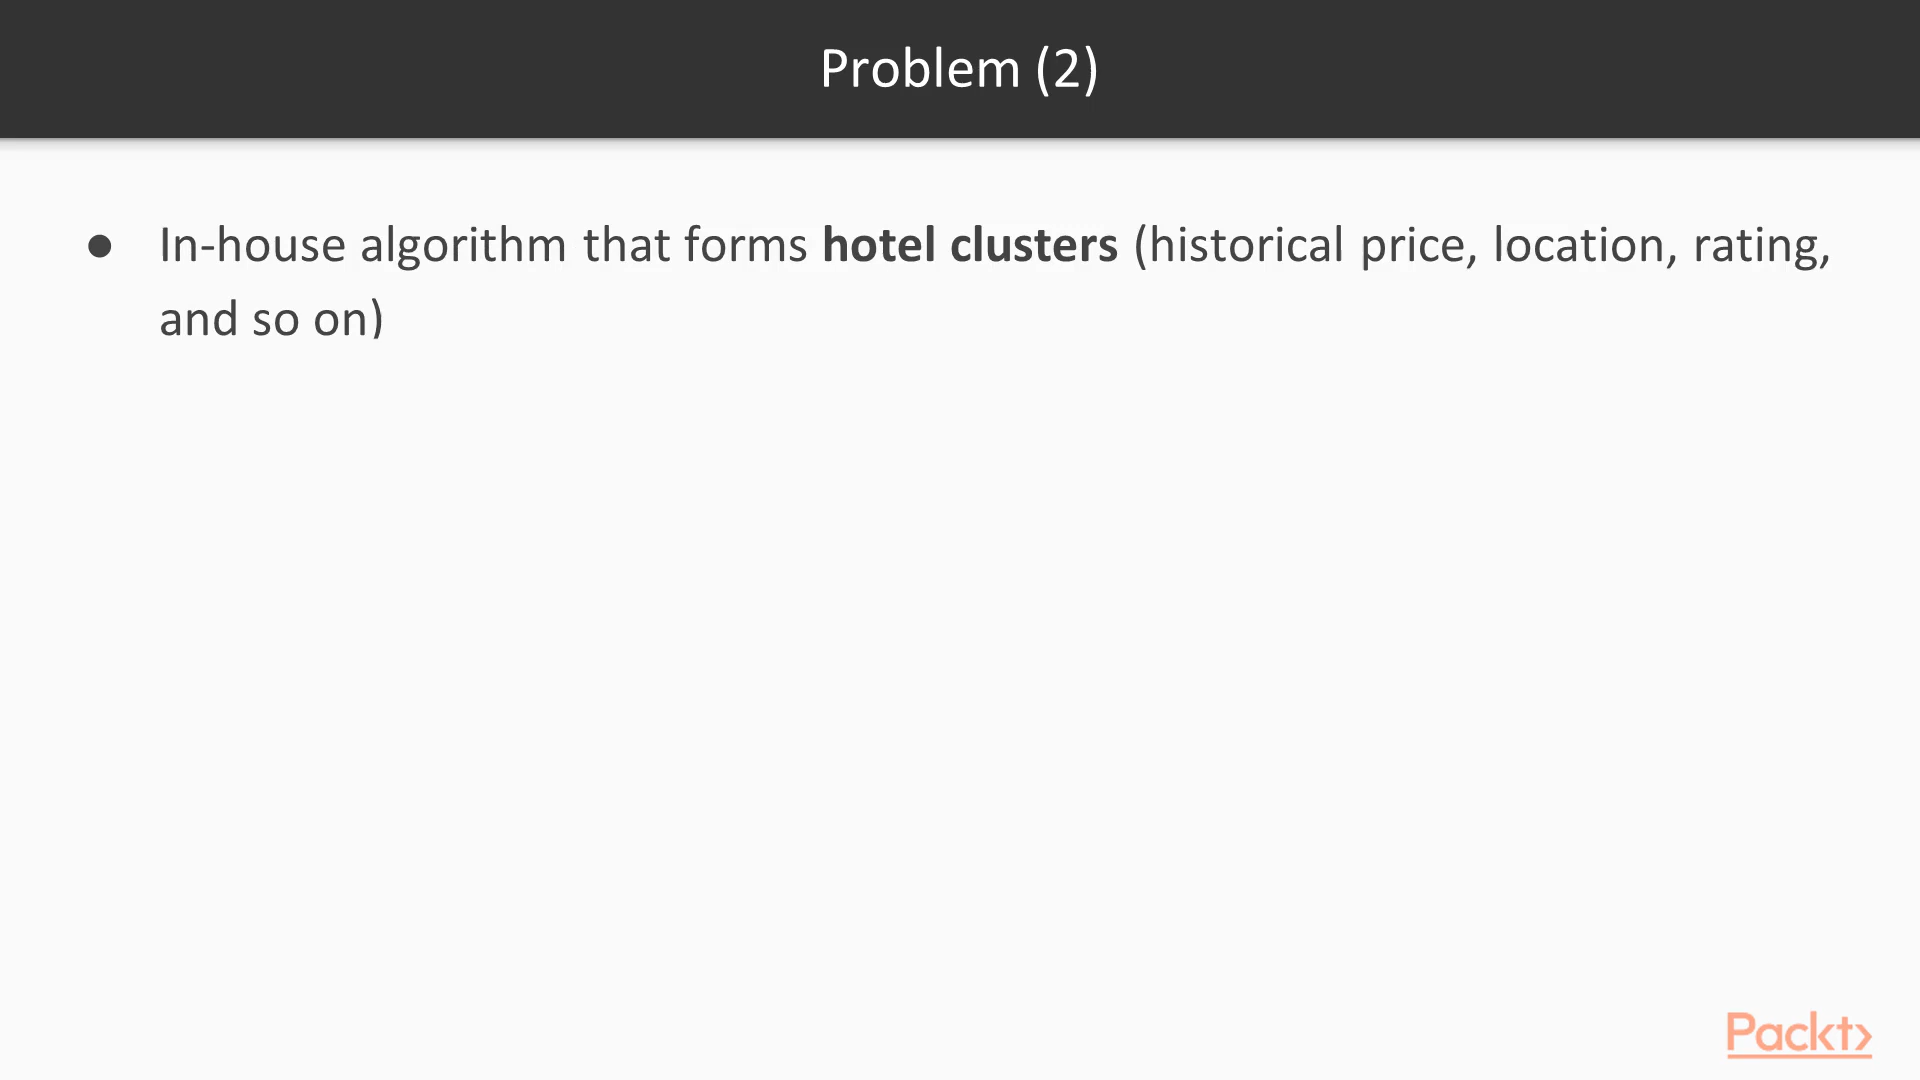 Problem (2)
● In-house algorithm that forms hotel clusters (historical price, location, rating,
and so on)
Packt>